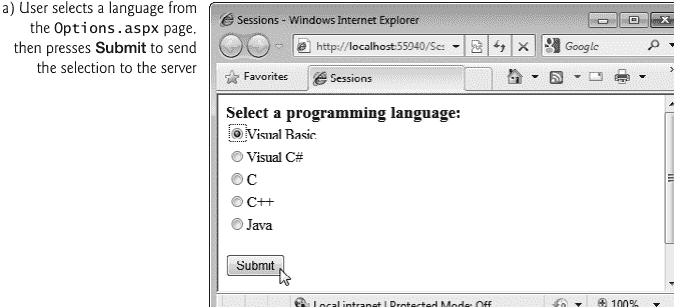 a) User selects a language from
the Options.aspx page,
then presses Submit to send
the selection to the server
Sessions - Windows Internet Explorer
http://localhost:55940/Ses
Google
Favorites
Sessions
Select a programming language:
Visual Basic
Visual C#
C
C++
Java
Submit
Local intranet | Protected Mode: Off
100%